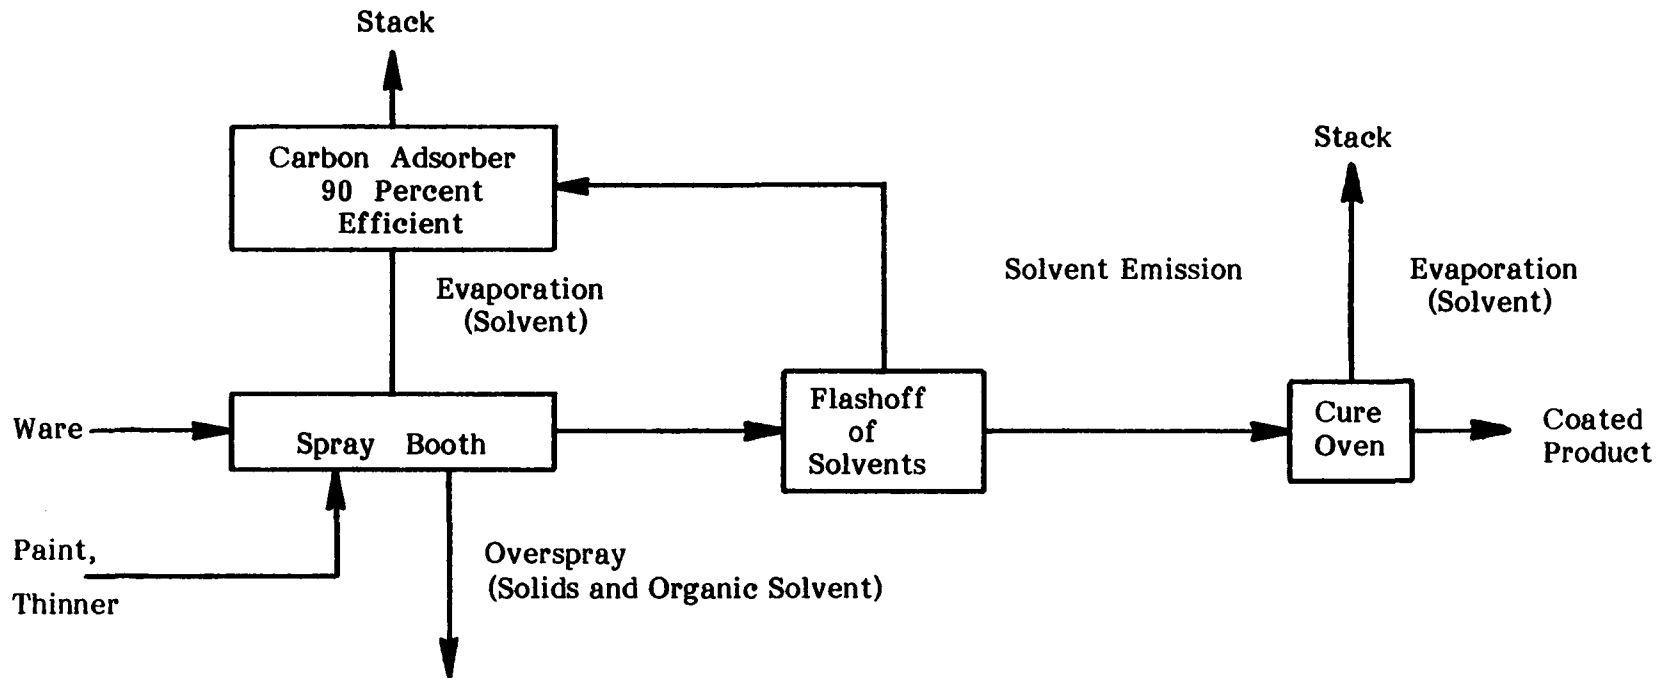 Stack
Carbon Adsorber
90 Percent
Efficient
Stack
Evaporation
(Solvent)
Solvent Emission
Evaporation
(Solvent)
Ware
Spray Booth
Flashoff
of
Solvents
Cure
Oven
Coated
Product
Paint,
Thinner
Overspray
(Solids and Organic Solvent)